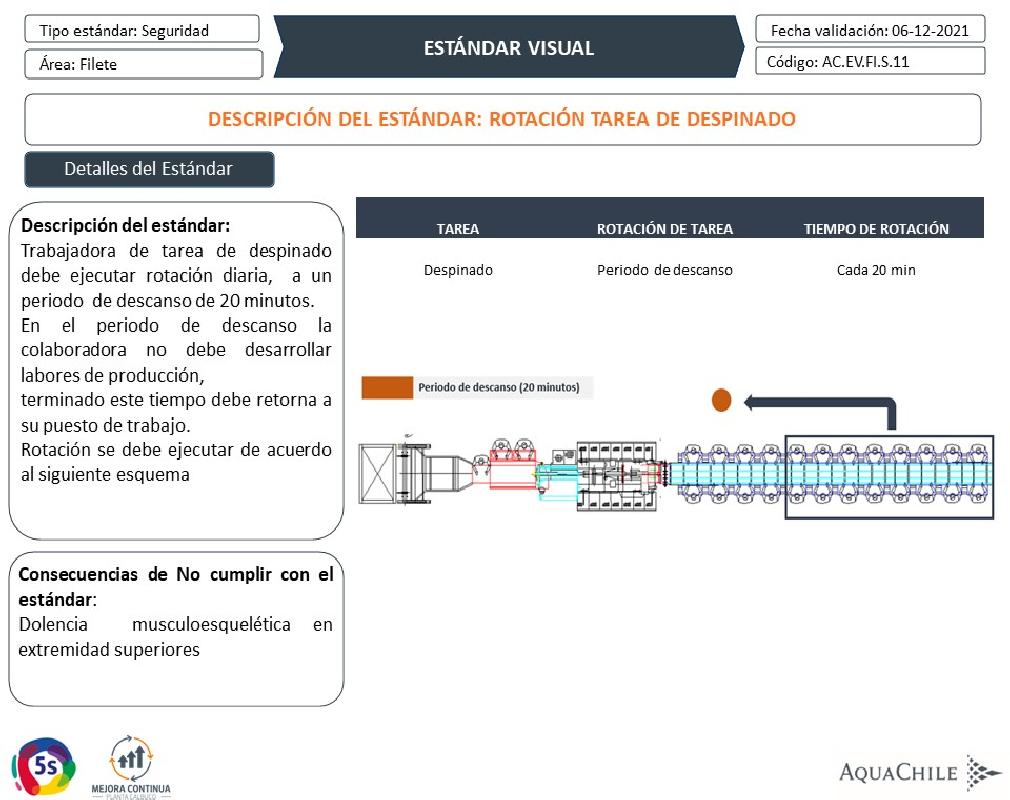 Tipo estándar: Seguridad
ESTÁNDAR VISUAL
Fecha validación: 06-12-2021
Área: Filete
Código: AC.EV.FI.S.11
DESCRIPCIÓN DEL ESTÁNDAR: ROTACIÓN TAREA DE DESPINADO
Detalles del Estándar
Descripción del estándar:
Trabajadora de tarea de despinado
debe ejecutar rotación diaria, a un
periodo de descanso de 20 minutos.
En el periodo de descanso la
colaboradora no debe desarrollar
labores de producción,
terminado este tiempo debe retorna a
su puesto de trabajo.
Rotación se debe ejecutar de acuerdo
al siguiente esquema
TAREA ROTACIÓN DE TAREA TIEMPO DE ROTACIÓN
Despinado Periodo de descanso Cada 20 min
Periodo de descanso (20 minutos)
Consecuencias de No cumplir con el
estándar:
Dolencia musculoesquelética en
extremidad superiores
5s
MEJORA CONTINUA
PLANTA CALBUCO
AQUACHILE